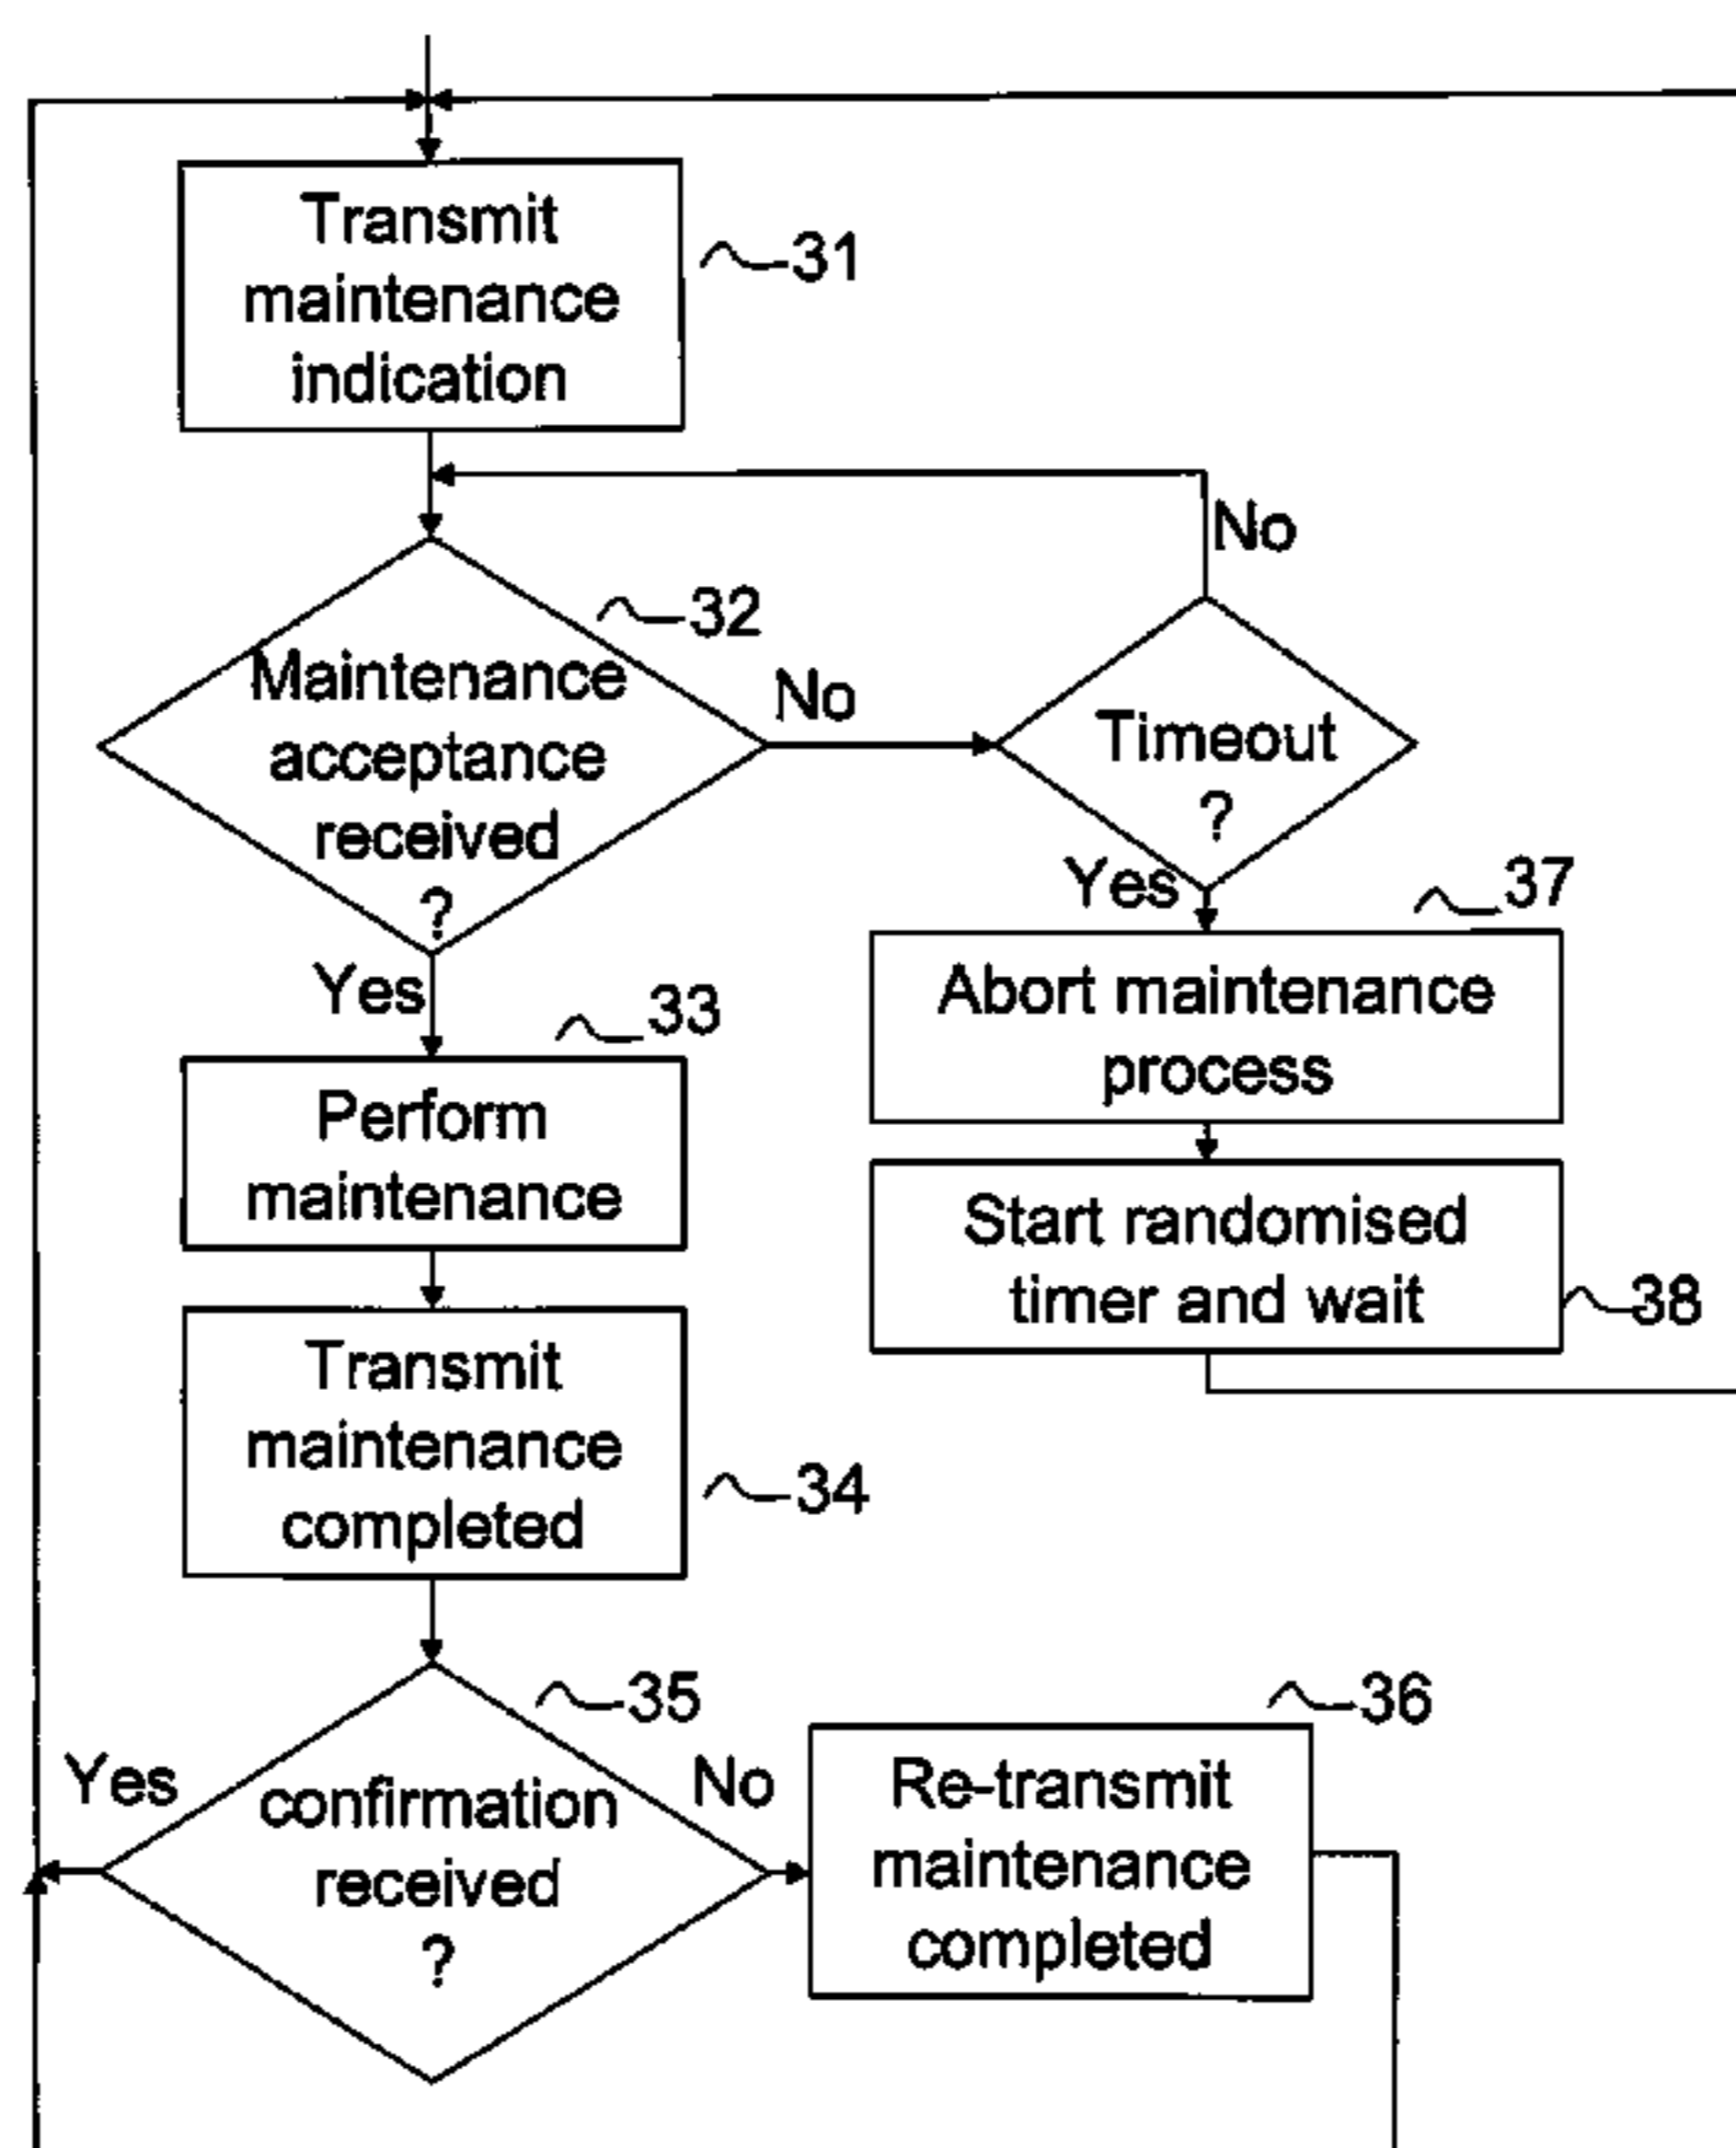 Transmit
maintenance
indication
31
No
32
Maintenance
acceptance
received
?
No
Timeout
?
Yes
Yes
37
Abort maintenance
process
33
Perform
maintenance
Start randomised
timer and wait
38
Transmit
maintenance
completed
34
35
36
Yes
confirmation
received
?
No
Re-transmit
maintenance
completed